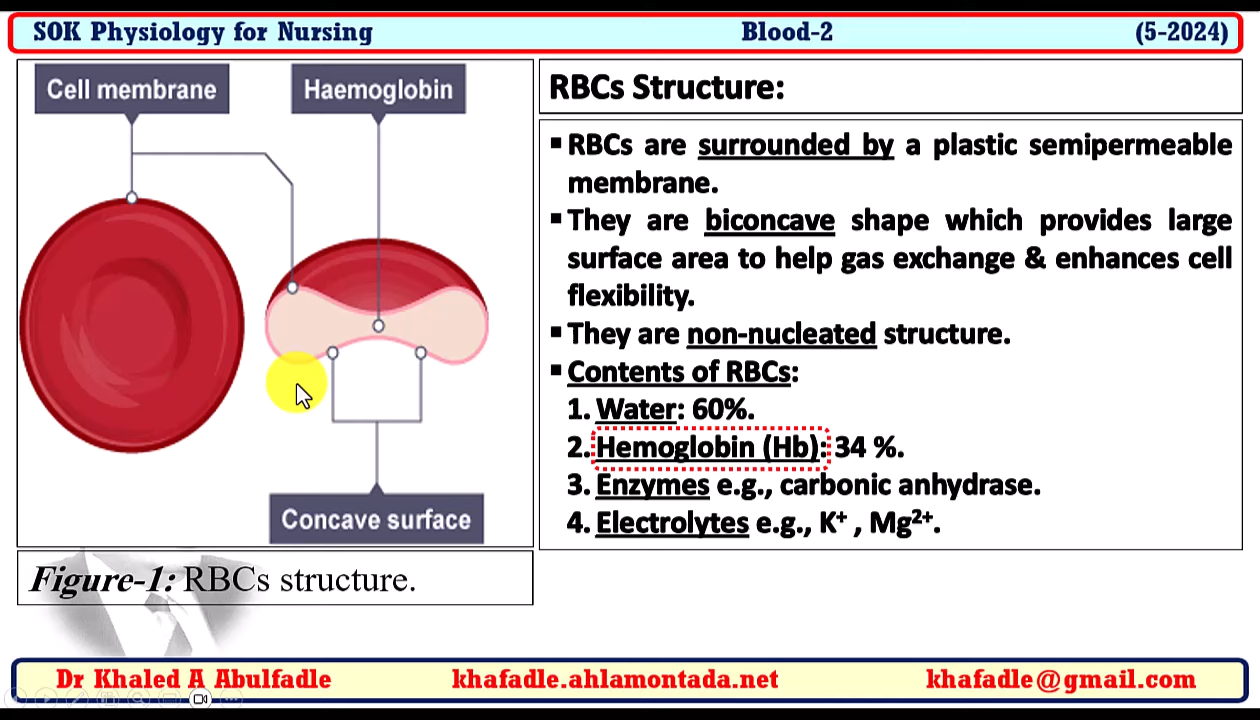 SOK Physiology for Nursing Blood-2 (5-2024)
Cell membrane
Haemoglobin
Concave surface
Figure-1: RBCs structure.
RBCs Structure:
▪ RBCs are surrounded by a plastic semipermeable
membrane.
▪ They are biconcave shape which provides large
surface area to help gas exchange & enhances cell
flexibility.
▪ They are non-nucleated structure.
▪ Contents of RBCs:
1. Water: 60%.
2. Hemoglobin (Hb): 34 %.
3. Enzymes e.g., carbonic anhydrase.
4. Electrolytes e.g., K⁺ , Mg²⁺.
Dr Khaled A Abulfadle khafadle.ahlamontada.net khafadle@gmail.com